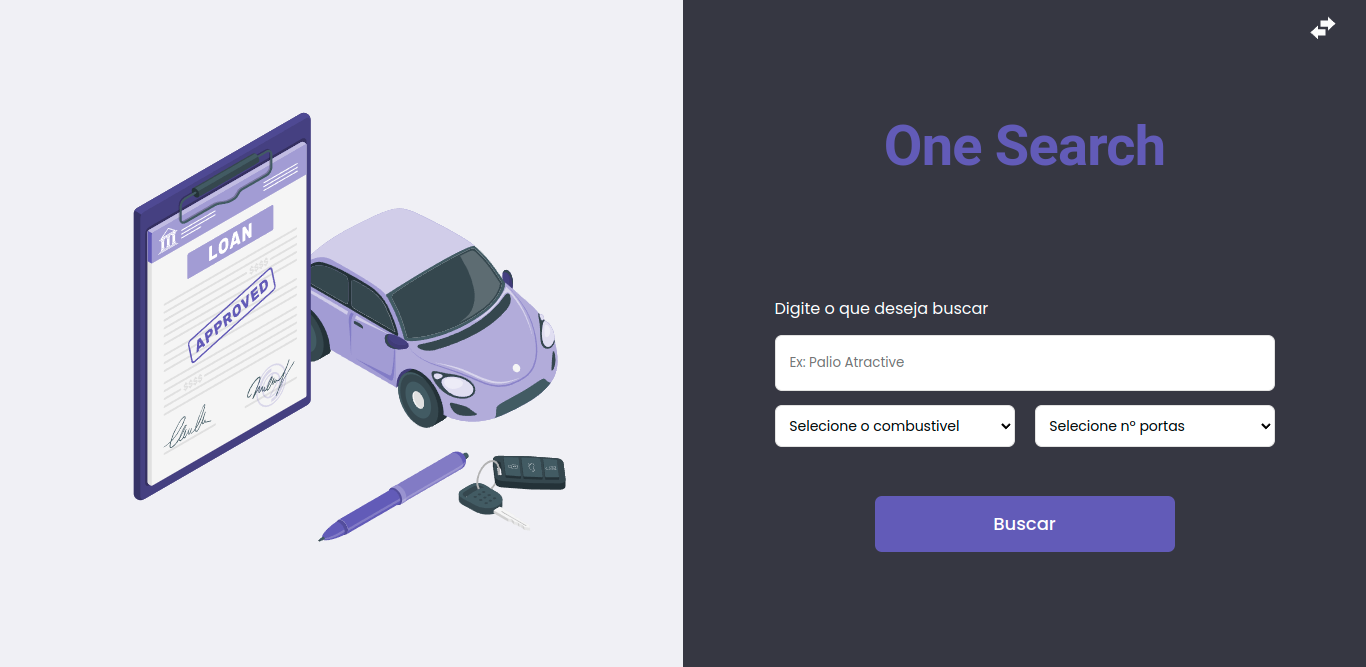 LOAN
$$$$
APPROVED
$$$$
One Search
Digite o que deseja buscar
Ex: Palio Atractive
Selecione o combustivel
Selecione nº portas
Buscar